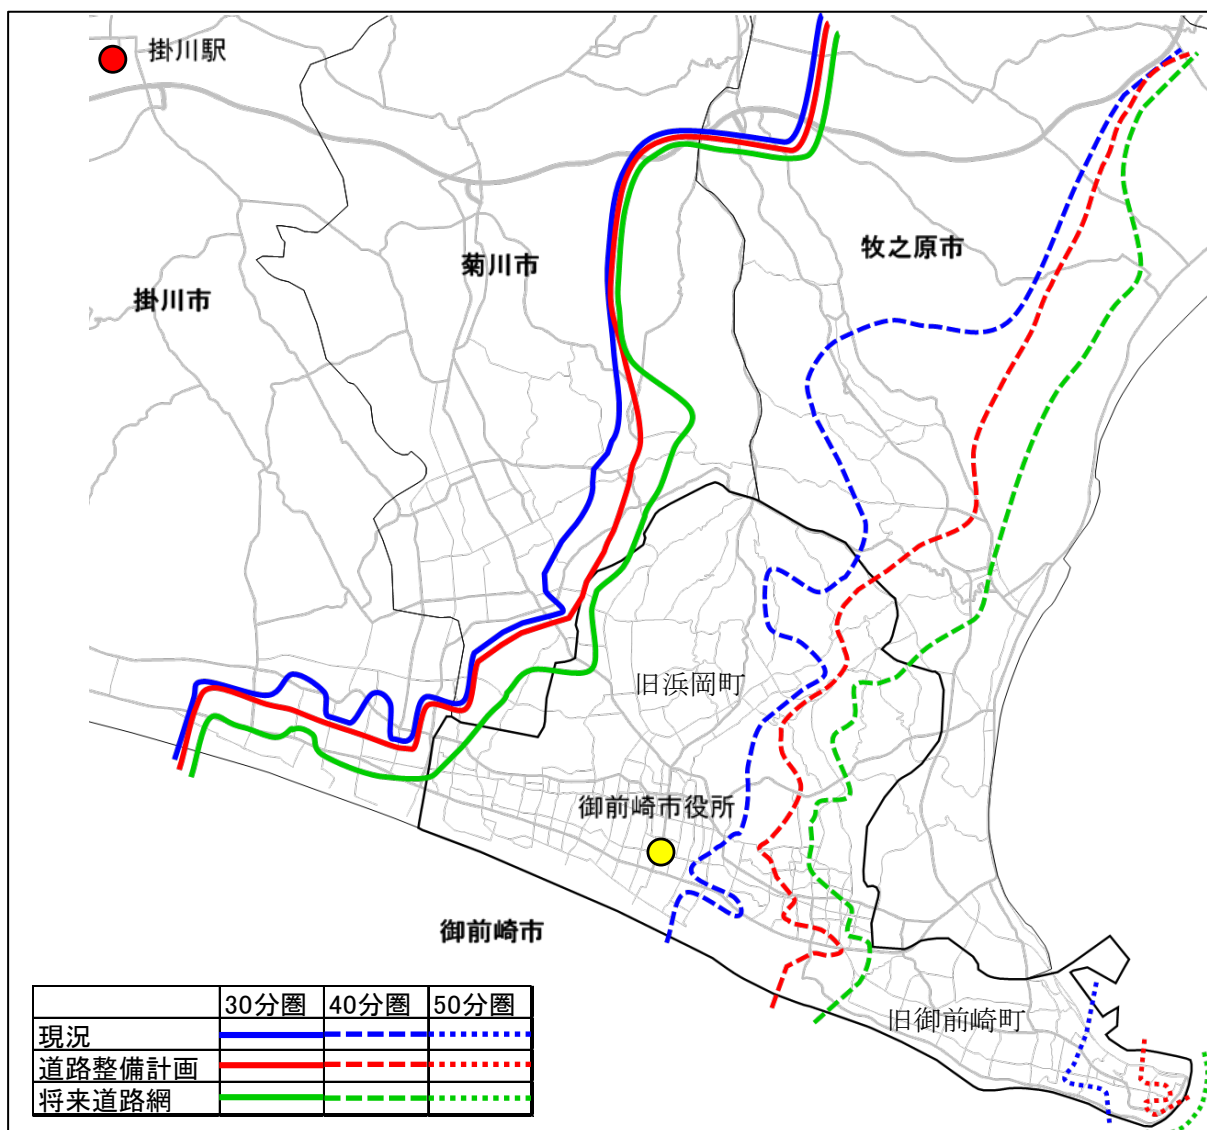 掛川駅
牧之原市
菊川市
掛川市
旧浜岡町
御前崎市役所
御前崎市
旧御前崎町
30分圏 40分圏 50分圏
現況
道路整備計画
将来道路網